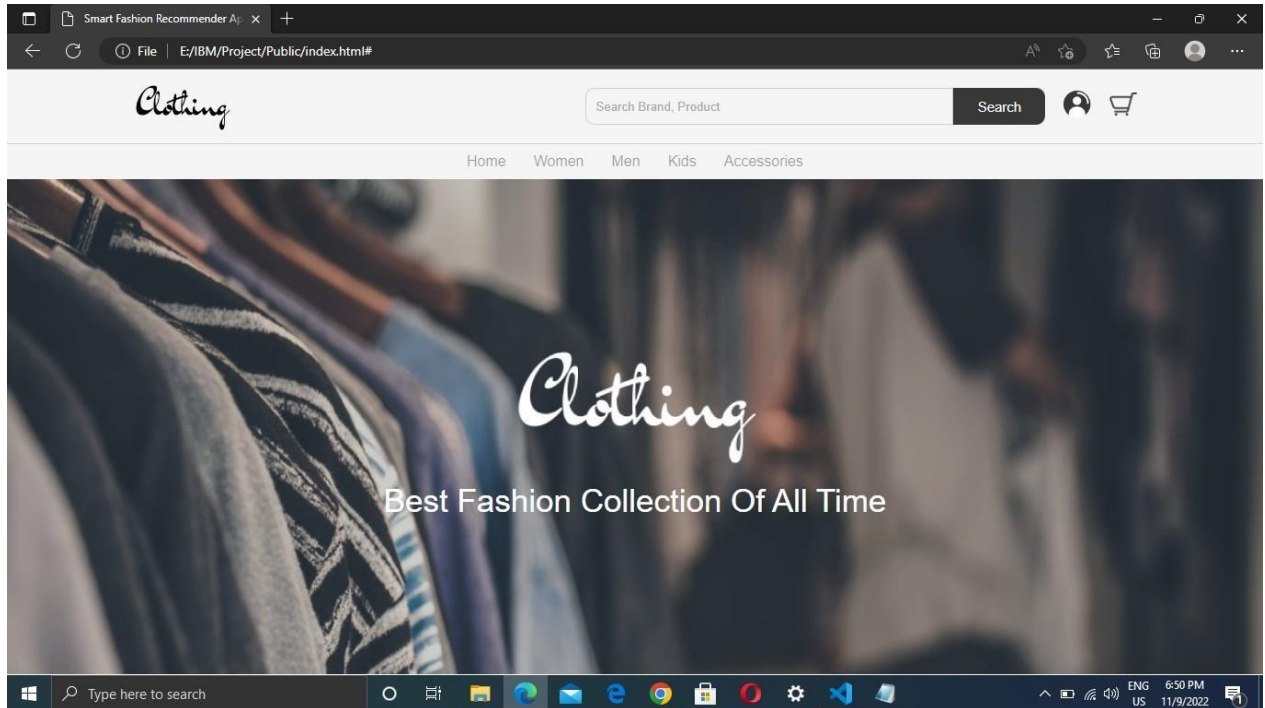 Smart Fashion Recommender Ap
File | E:/IBM/Project/Public/index.html#
Clothing
Search Brand, Product
Search
Home Women Men Kids Accessories
Clothing
Best Fashion Collection Of All Time
Type here to search
ENG 6:50 PM
US 11/9/2022
1